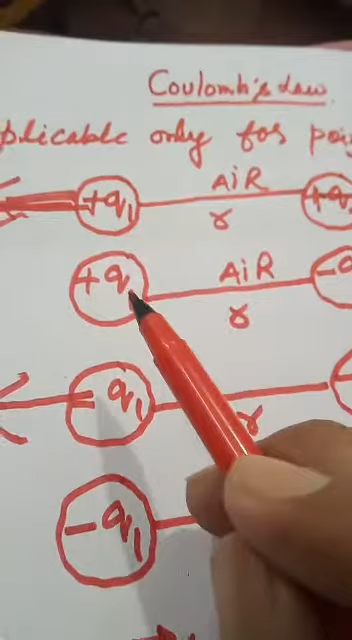 Coulomb's Law
plicable only for poi
+q1 AiR +q
r
+q AiR -q
r
-q1 r
-q1